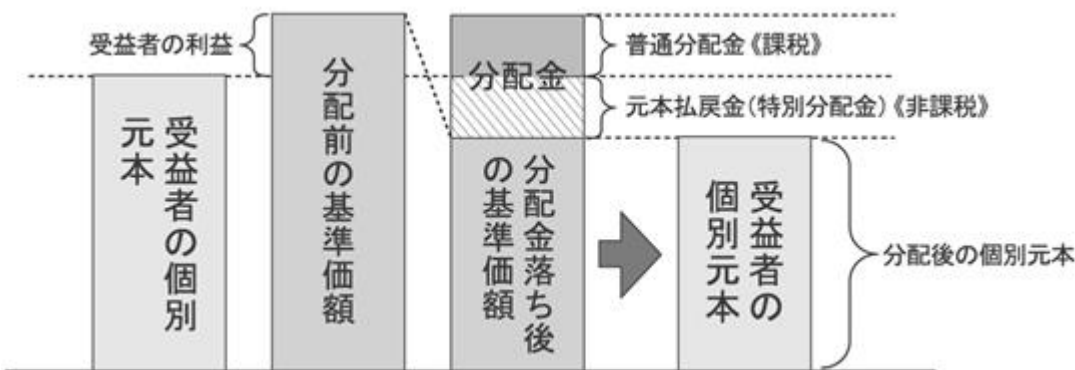 受益者の利益
受益者の個別
元本
分配前の基準価額
分配金
分配金落ち後
の基準価額
普通分配金《課税》
元本払戻金(特別分配金)《非課税》
受益者の
個別元本
分配後の個別元本